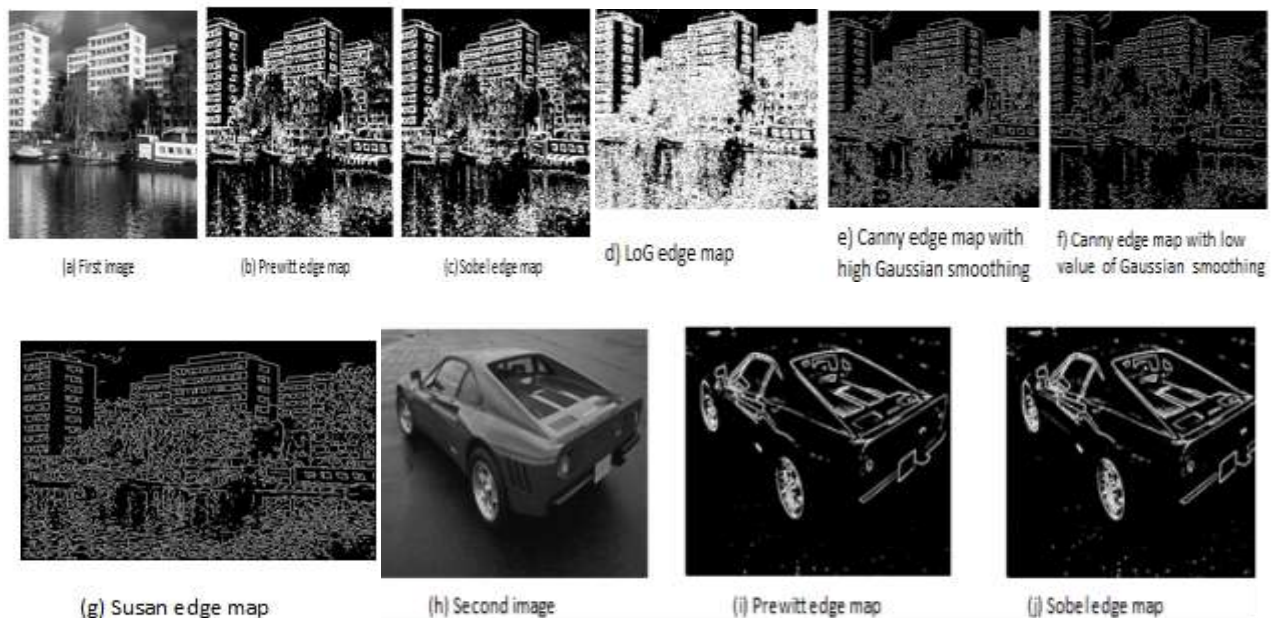 (a) First image
(b) Prewitt edge map
(c) Sobel edge map
d) LoG edge map
e) Canny edge map with
high Gaussian smoothing
f) Canny edge map with low
value of Gaussian smoothing
(g) Susan edge map
(h) Second image
(i) Prewitt edge map
(j) Sobel edge map